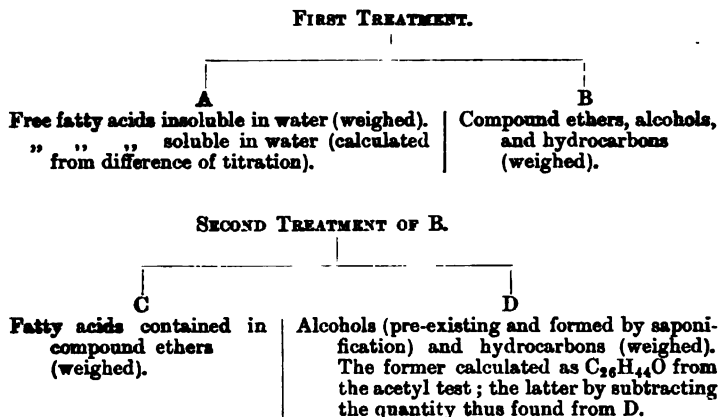 FIRST TREATMENT.
A
Free fatty acids insoluble in water (weighed).
„ „ „ soluble in water (calculated
from difference of titration).
B
Compound ethers, alcohols,
and hydrocarbons
(weighed).
SECOND TREATMENT OF B.
C
Fatty acids contained in
compound ethers
(weighed).
D
Alcohols (pre-existing and formed by saponi-
fication) and hydrocarbons (weighed).
The former calculated as C₂₆H₄₄O from
the acetyl test; the latter by subtracting
the quantity thus found from D.